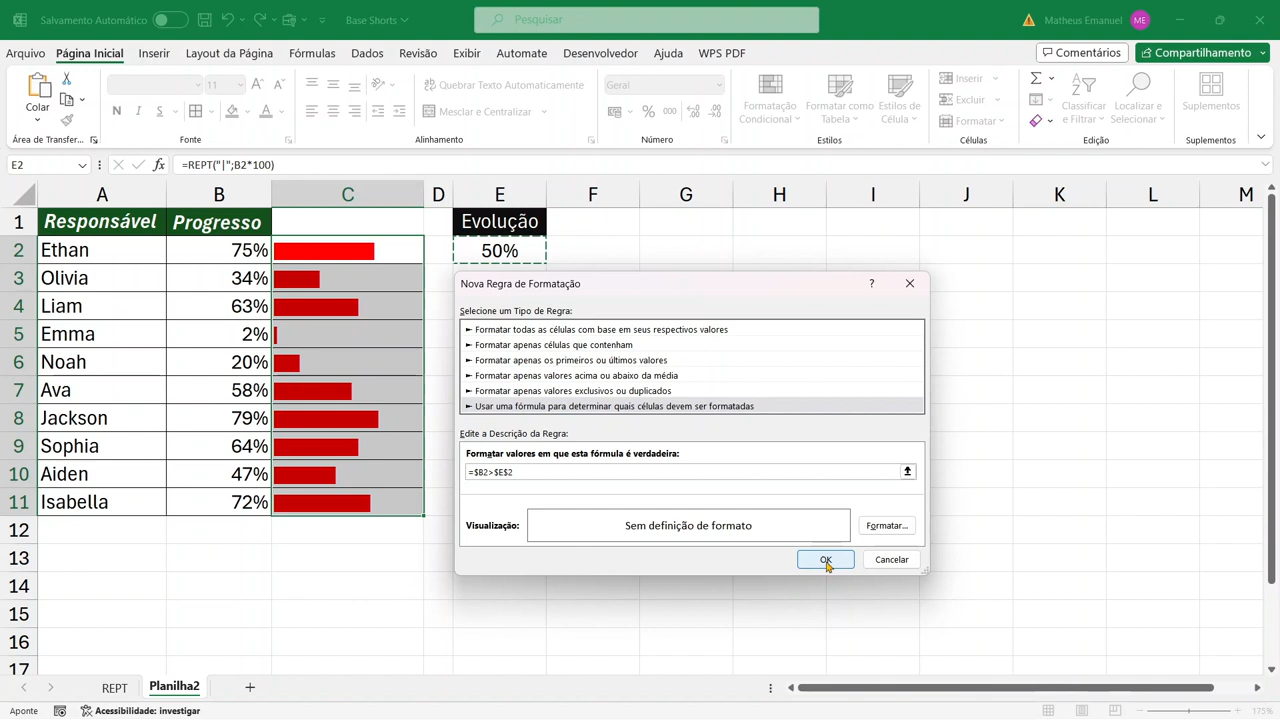 Salvamento Automático
Base Shorts
Pesquisar
Matheus Emanuel
ME
Arquivo
Página Inicial
Inserir
Layout da Página
Fórmulas
Dados
Revisão
Exibir
Automate
Desenvolvedor
Ajuda
WPS PDF
Comentários
Compartilhamento
Colar
11
N I S
Quebrar Texto Automaticamente
Mesclar e Centralizar
Geral
Formatação Condicional
Formatar como Tabela
Estilos de Célula
Inserir
Excluir
Formatar
Classificar e Filtrar
Localizar e Selecionar
Suplementos
Área de Transfer...
Fonte
Alinhamento
Número
Estilos
Células
Edição
Suplementos
E2
fx
=REPT("|";B2*100)
A B C D E F G H I J K L M
1 Responsável Progresso Evolução
2 Ethan 75% 50%
3 Olivia 34%
4 Liam 63%
5 Emma 2%
6 Noah 20%
7 Ava 58%
8 Jackson 79%
9 Sophia 64%
10 Aiden 47%
11 Isabella 72%
12
13
14
15
16
17
Nova Regra de Formatação
?
Selecione um Tipo de Regra:
► Formatar todas as células com base em seus respectivos valores
► Formatar apenas células que contenham
► Formatar apenas os primeiros ou últimos valores
► Formatar apenas valores acima ou abaixo da média
► Formatar apenas valores exclusivos ou duplicados
► Usar uma fórmula para determinar quais células devem ser formatadas
Edite a Descrição da Regra:
Formatar valores em que esta fórmula é verdadeira:
=$B2>$E$2
Visualização:
Sem definição de formato
Formatar...
OK
Cancelar
REPT
Planilha2
Aponte
Acessibilidade: investigar
175%